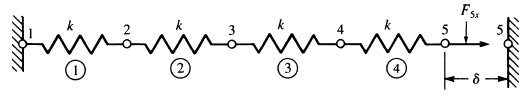 k k k k F5x
1 2 3 4 5 5
① ② ③ ④ δ